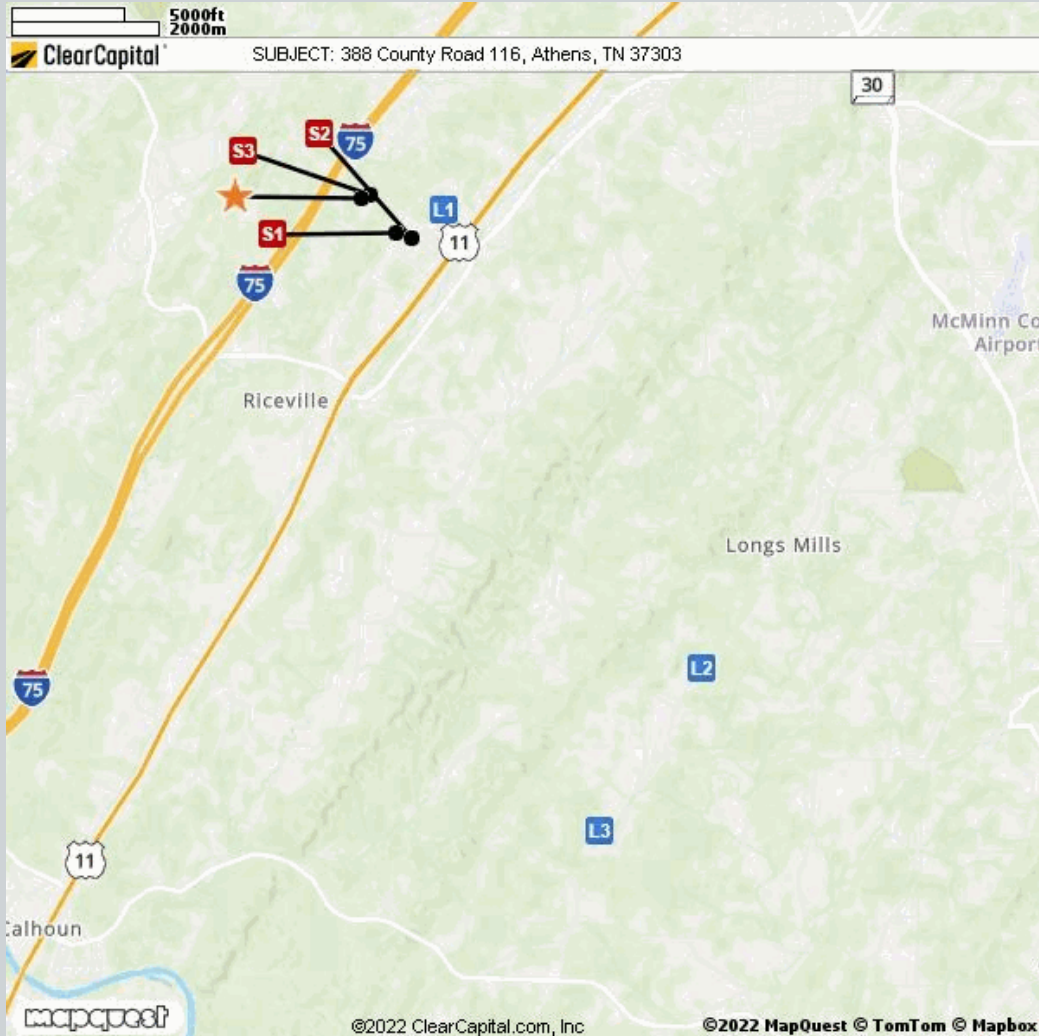 5000ft
2000m
ClearCapital
SUBJECT: 388 County Road 116, Athens, TN 37303
30
S2
75
S3
L1
S1
11
75
McMinn Co
Airport
Riceville
Longs Mills
L2
75
L3
11
Calhoun
mapquest
©2022 ClearCapital.com, Inc
©2022 MapQuest © TomTom © Mapbox